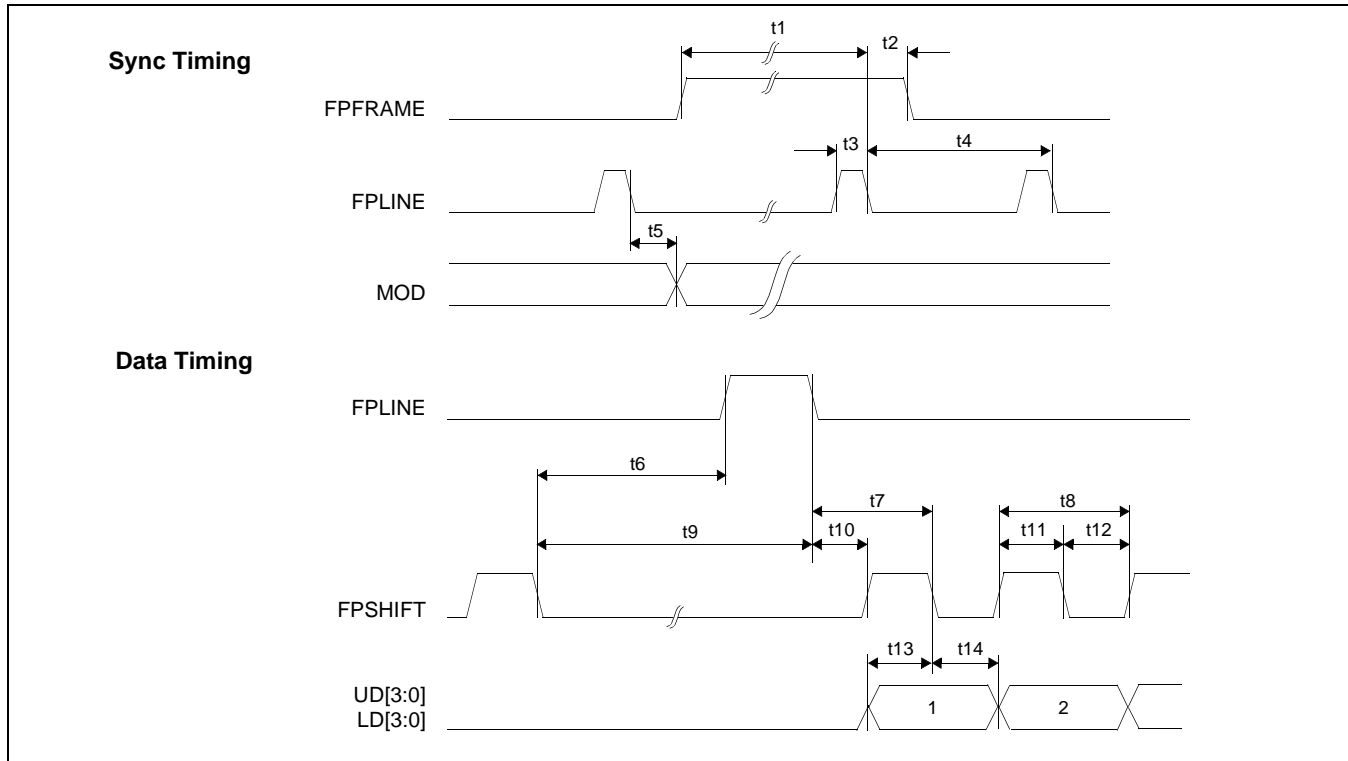 t1
t2
Sync Timing
FPFRAME
t3
t4
FPLINE
t5
MOD
Data Timing
FPLINE
t6
t7
t8
t9
t10
t11
t12
FPSHIFT
t13
t14
UD[3:0]
LD[3:0]
1
2